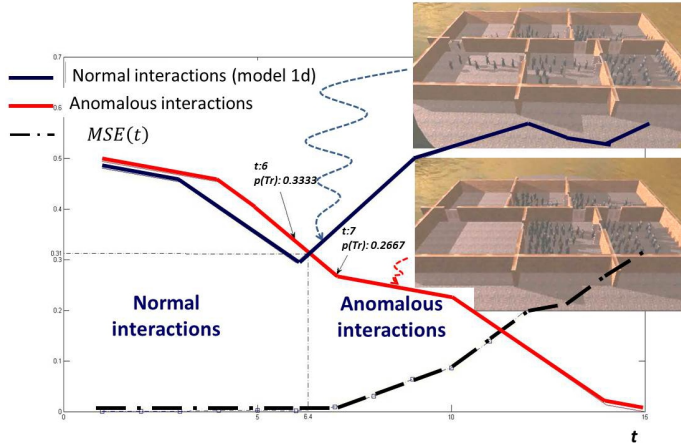 0.7
Normal interactions (model 1d)
Anomalous interactions
MSE(t)
0.5
t:6
p(Tr): 0.3333
t:7
p(Tr): 0.2667
0.4
0.31
0.3
Normal
interactions
Anomalous
interactions
0.2
0.1
0
0
5
6.4
10
15
t